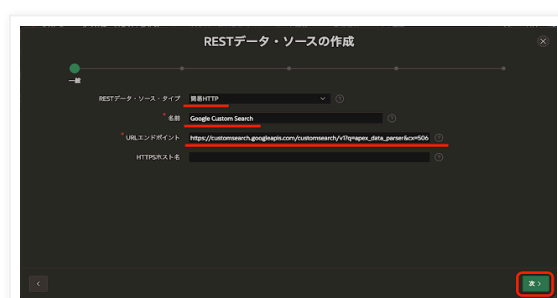 RESTデータ・ソースの作成
一般
RESTデータ・ソース・タイプ 簡易HTTP
* 名前 Google Custom Search
* URLエンドポイント https://customsearch.googleapis.com/customsearch/v1?q=apex_data_parser&cx=506
HTTPSホスト名
次 >